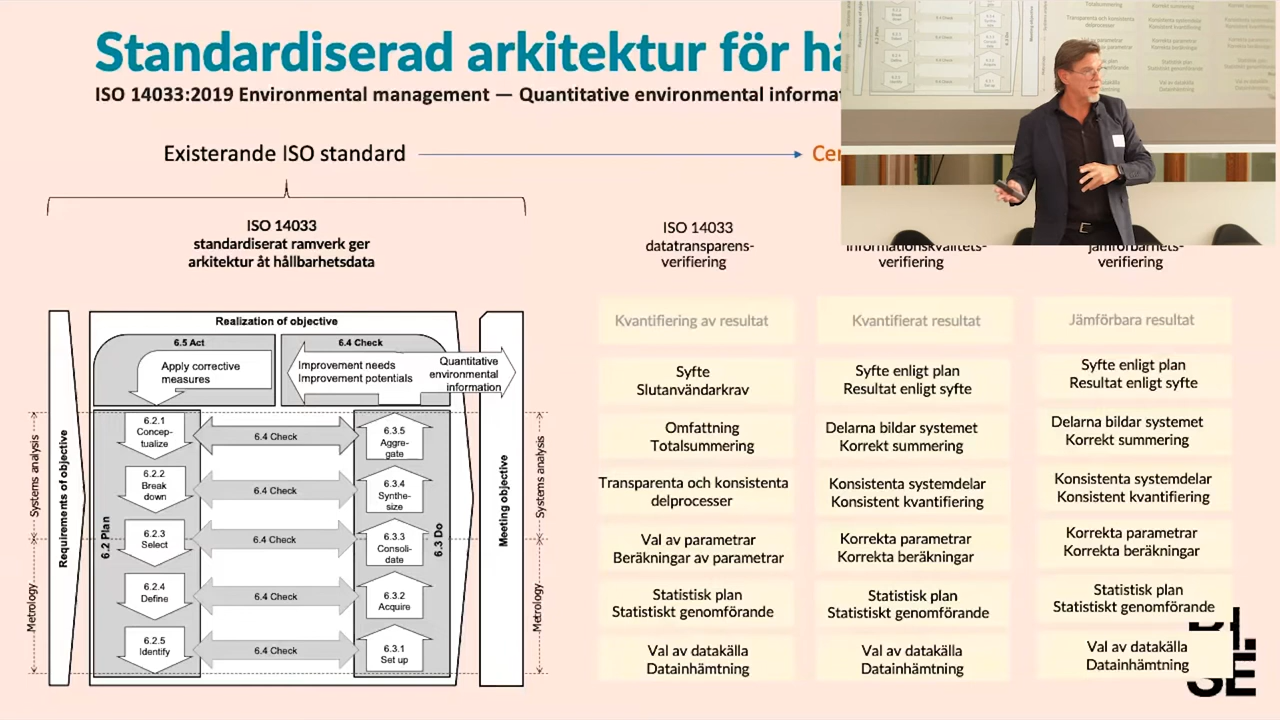 Standardiserad arkitektur för hå
ISO 14033:2019 Environmental management — Quantitative environmental informat
Existerande ISO standard
Cer
ISO 14033
standardiserat ramverk ger
arkitektur åt hållbarhetsdata
ISO 14033
datatransparens-
verifiering
informationskvalitets-
verifiering
jämförbarhets-
verifiering
Realization of objective
6.5 Act
Apply corrective
measures
6.4 Check
Improvement needs
Improvement potentials
Quantitative
environmental
information
Systems analysis
Metrology
Requirements of objective
6.2 Plan
6.2.1
Concep-
tualize
6.2.2
Break
down
6.2.3
Select
6.2.4
Define
6.2.5
Identify
6.4 Check
6.4 Check
6.4 Check
6.4 Check
6.4 Check
6.3.5
Aggre-
gate
6.3.4
Synthe-
size
6.3.3
Consoli-
date
6.3.2
Acquire
6.3.1
Set up
6.3 Do
Meeting objective
Systems analysis
Metrology
Kvantifiering av resultat
Syfte
Slutanvändarkrav
Omfattning
Totalsummering
Transparenta och konsistenta
delprocesser
Val av parametrar
Beräkningar av parametrar
Statistisk plan
Statistiskt genomförande
Val av datakälla
Datainhämtning
Kvantifierat resultat
Syfte enligt plan
Resultat enligt syfte
Delarna bildar systemet
Korrekt summering
Konsistenta systemdelar
Konsistent kvantifiering
Korrekta parametrar
Korrekta beräkningar
Statistisk plan
Statistiskt genomförande
Val av datakälla
Datainhämtning
Jämförbara resultat
Syfte enligt plan
Resultat enligt syfte
Delarna bildar systemet
Korrekt summering
Konsistenta systemdelar
Konsistent kvantifiering
Korrekta parametrar
Korrekta beräkningar
Statistisk plan
Statistiskt genomförande
Val av datakälla
Datainhämtning